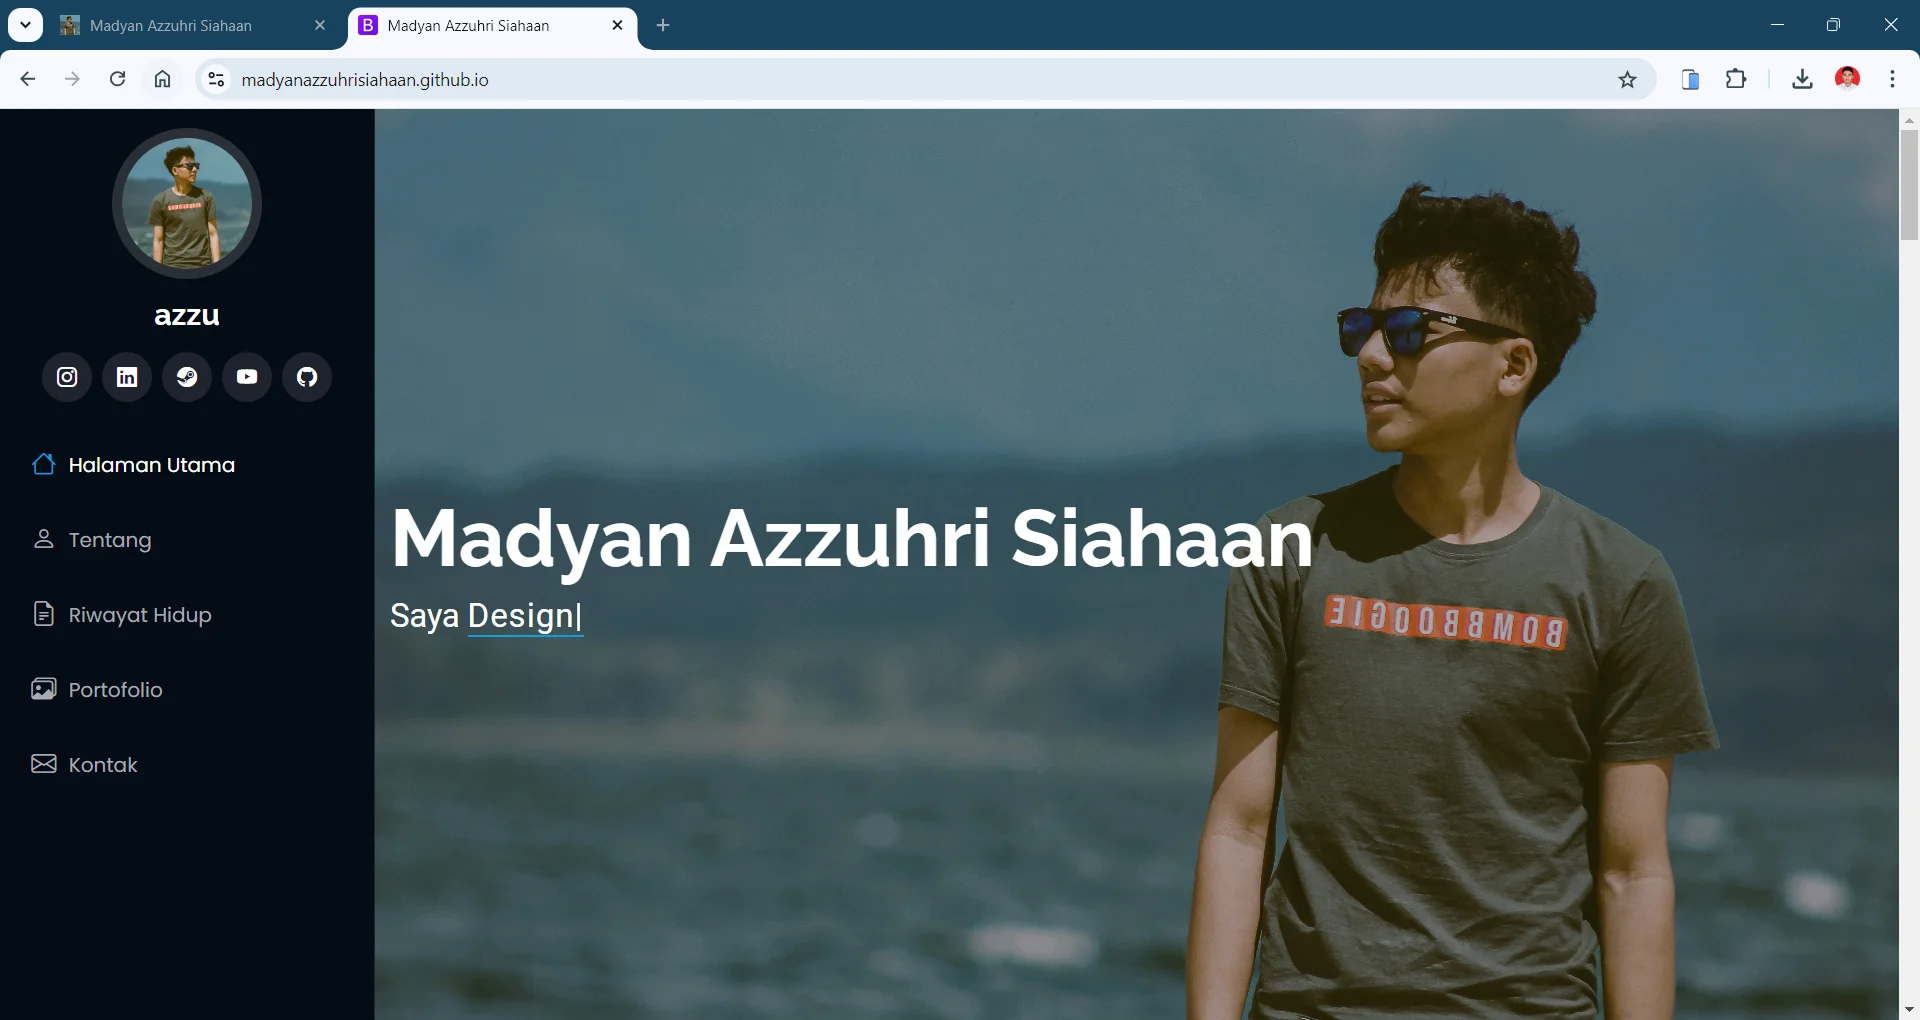 Madyan Azzuhri Siahaan
Madyan Azzuhri Siahaan
madyanazzuhrisiahaan.github.io
azzu
Halaman Utama
Tentang
Riwayat Hidup
Portofolio
Kontak
Madyan Azzuhri Siahaan
Saya Design|
BOMBBOOGIE